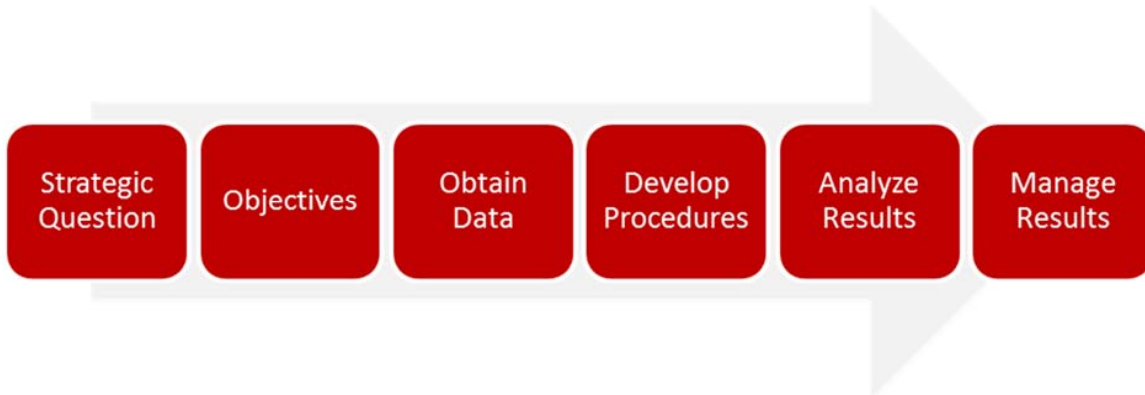 Strategic
Question
Objectives
Obtain
Data
Develop
Procedures
Analyze
Results
Manage
Results